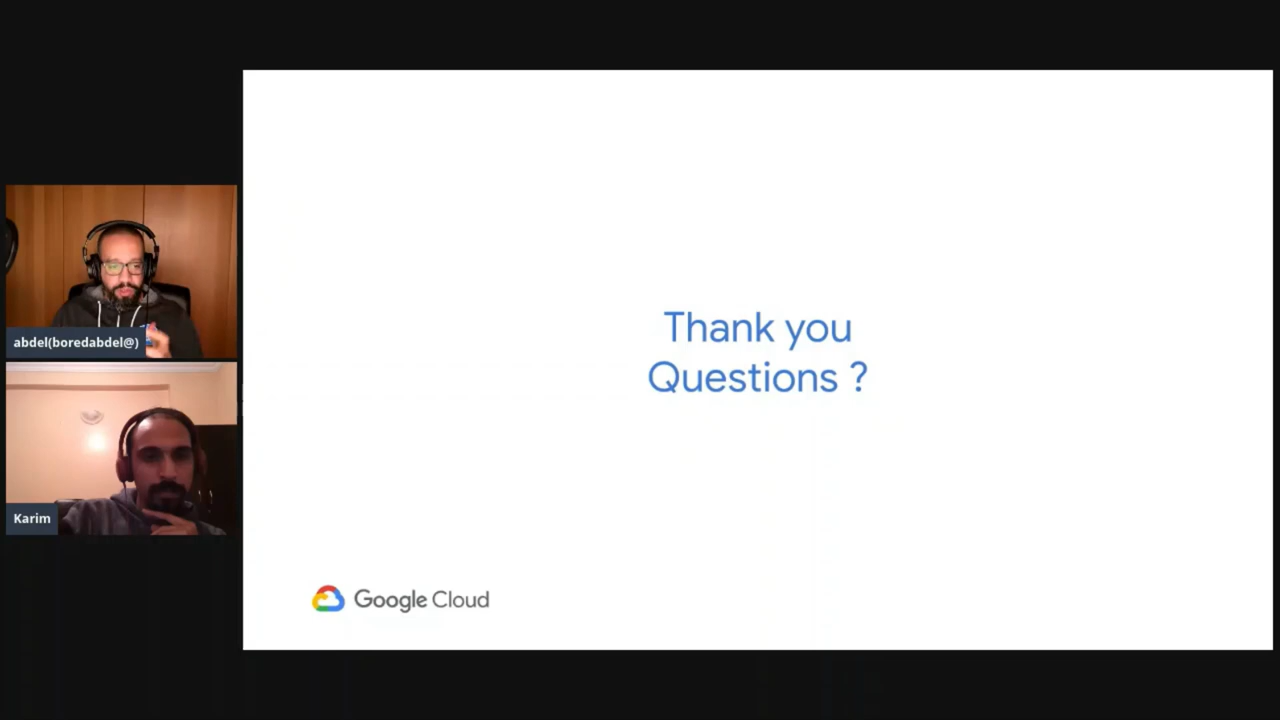 abdel(boredabdel@)
Karim
Thank you
Questions ?
Google Cloud